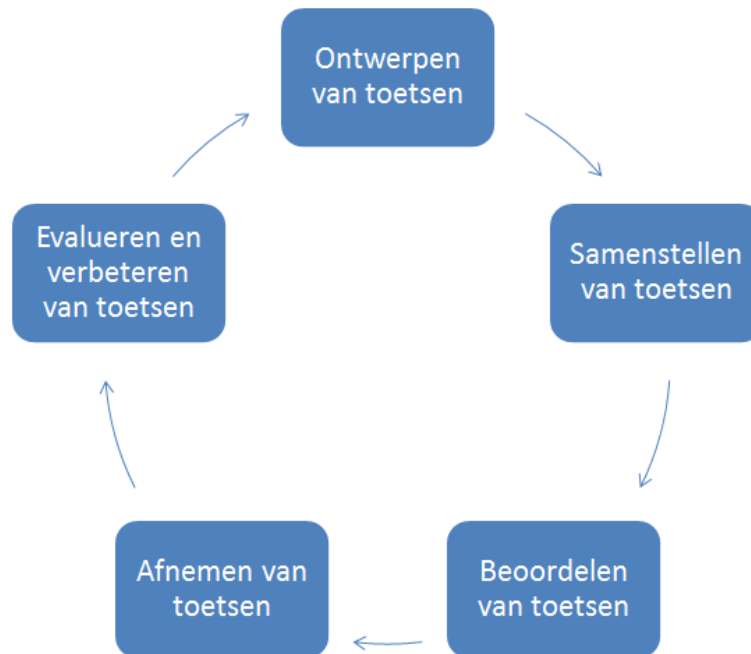 Ontwerpen
van toetsen
Samenstellen
van toetsen
Beoordelen
van toetsen
Afnemen van
toetsen
Evalueren en
verbeteren
van toetsen